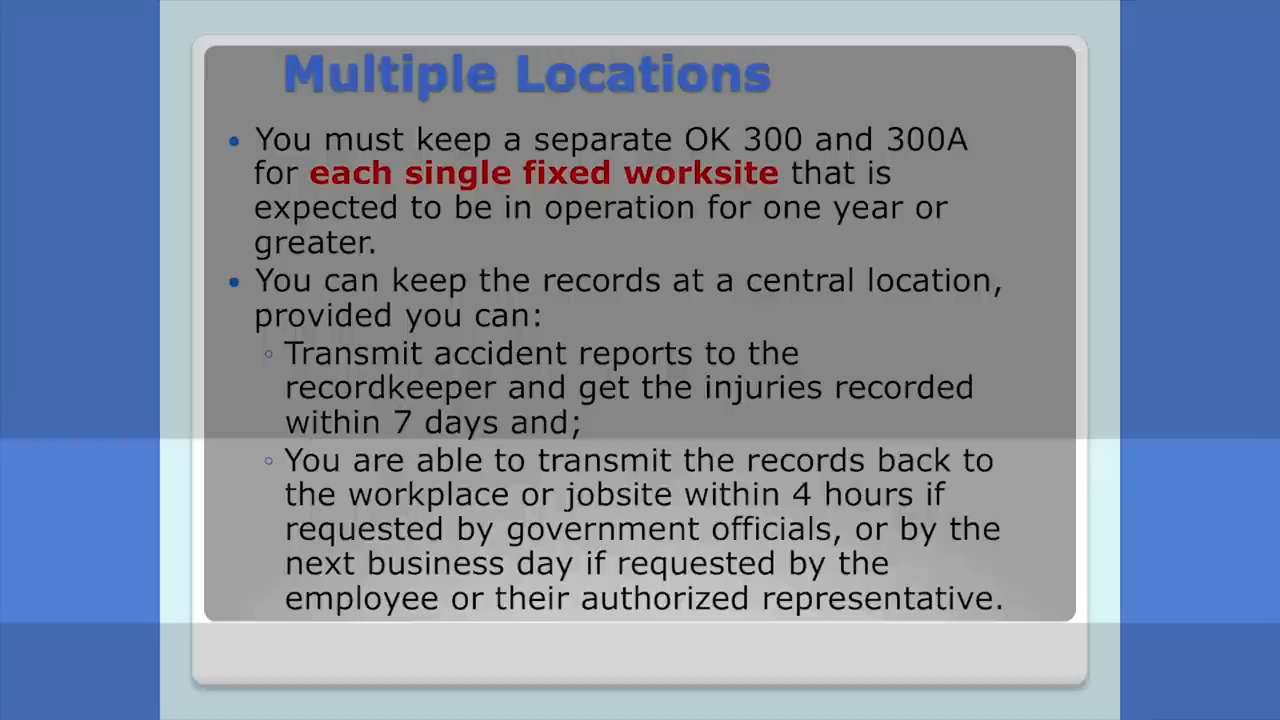 Multiple Locations
• You must keep a separate OK 300 and 300A
for each single fixed worksite that is
expected to be in operation for one year or
greater.
• You can keep the records at a central location,
provided you can:
◦ Transmit accident reports to the
recordkeeper and get the injuries recorded
within 7 days and;
◦ You are able to transmit the records back to
the workplace or jobsite within 4 hours if
requested by government officials, or by the
next business day if requested by the
employee or their authorized representative.